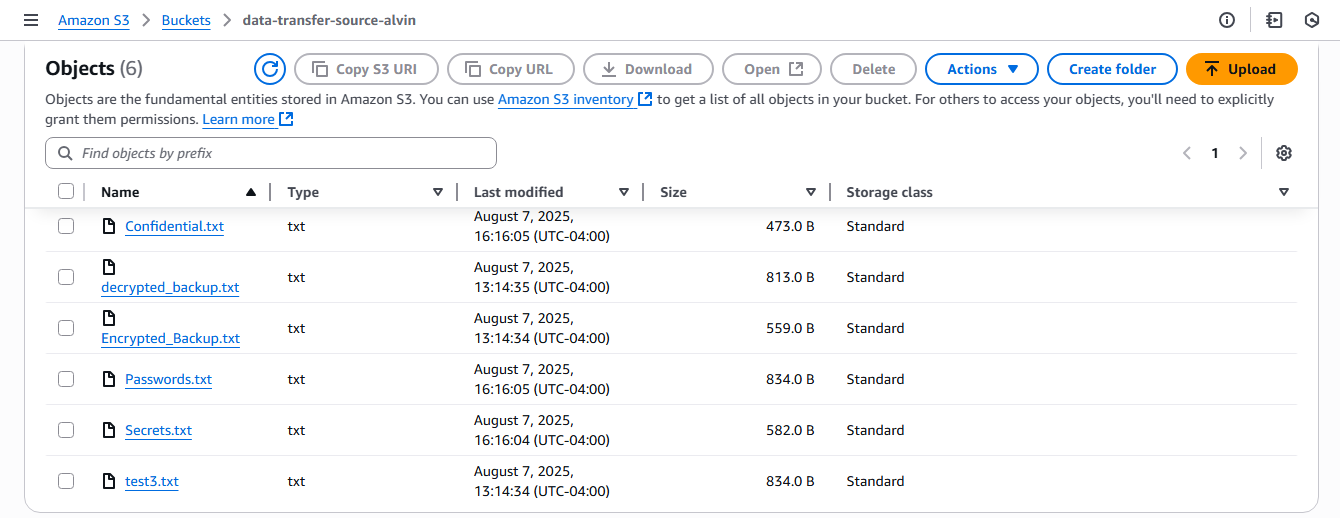 Amazon S3 > Buckets > data-transfer-source-alvin
Objects (6)
Copy S3 URI
Copy URL
Download
Open
Delete
Actions
Create folder
Upload
Objects are the fundamental entities stored in Amazon S3. You can use Amazon S3 inventory to get a list of all objects in your bucket. For others to access your objects, you'll need to explicitly
grant them permissions. Learn more
Find objects by prefix
1
Name Type Last modified Size Storage class
Confidential.txt txt August 7, 2025, 473.0 B Standard
16:16:05 (UTC-04:00)
decrypted_backup.txt txt August 7, 2025, 813.0 B Standard
13:14:35 (UTC-04:00)
Encrypted_Backup.txt txt August 7, 2025, 559.0 B Standard
13:14:34 (UTC-04:00)
Passwords.txt txt August 7, 2025, 834.0 B Standard
16:16:05 (UTC-04:00)
Secrets.txt txt August 7, 2025, 582.0 B Standard
16:16:04 (UTC-04:00)
test3.txt txt August 7, 2025, 834.0 B Standard
13:14:34 (UTC-04:00)